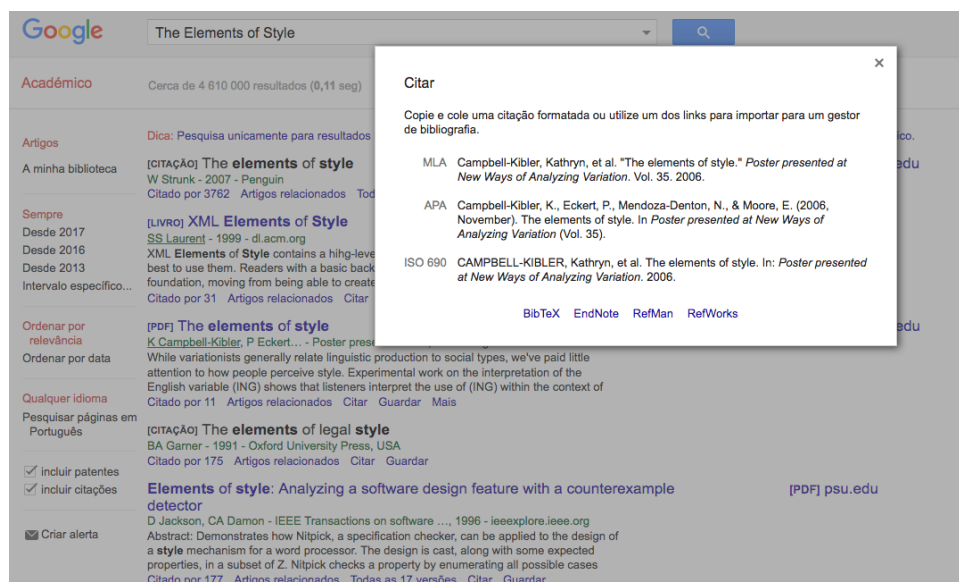 Google
The Elements of Style
Académico
Cerca de 4 610 000 resultados (0,11 seg)
Artigos
A minha biblioteca
Sempre
Desde 2017
Desde 2016
Desde 2013
Intervalo específico...
Ordenar por
relevância
Ordenar por data
Qualquer idioma
Pesquisar páginas em
Português
incluir patentes
incluir citações
Criar alerta
Dica: Pesquisa unicamente para resultados
ico.
[CITAÇÃO] The elements of style
edu
W Strunk - 2007 - Penguin
Citado por 3762 Artigos relacionados Tod
[LIVRO] XML Elements of Style
SS Laurent - 1999 - dl.acm.org
XML Elements of Style contains a hihg-leve
best to use them. Readers with a basic back
foundation, moving from being able to create
Citado por 31 Artigos relacionados Citar
[PDF] The elements of style
edu
K Campbell-Kibler, P Eckert... - Poster prese
While variationists generally relate linguistic production to social types, we've paid little
attention to how people perceive style. Experimental work on the interpretation of the
English variable (ING) shows that listeners interpret the use of (ING) within the context of
Citado por 11 Artigos relacionados Citar Guardar Mais
[CITAÇÃO] The elements of legal style
BA Garner - 1991 - Oxford University Press, USA
Citado por 175 Artigos relacionados Citar Guardar
Elements of style: Analyzing a software design feature with a counterexample
detector
[PDF] psu.edu
D Jackson, CA Damon - IEEE Transactions on software ..., 1996 - ieeexplore.ieee.org
Abstract: Demonstrates how Nitpick, a specification checker, can be applied to the design of
a style mechanism for a word processor. The design is cast, along with some expected
properties, in a subset of Z. Nitpick checks a property by enumerating all possible cases
Citado por 177 Artigos relacionados Todas as 17 versões Citar Guardar
×
Citar
Copie e cole uma citação formatada ou utilize um dos links para importar para um gestor
de bibliografia.
MLA Campbell-Kibler, Kathryn, et al. "The elements of style." Poster presented at
New Ways of Analyzing Variation. Vol. 35. 2006.
APA Campbell-Kibler, K., Eckert, P., Mendoza-Denton, N., & Moore, E. (2006,
November). The elements of style. In Poster presented at New Ways of
Analyzing Variation (Vol. 35).
ISO 690 CAMPBELL-KIBLER, Kathryn, et al. The elements of style. In: Poster presented
at New Ways of Analyzing Variation. 2006.
BibTeX EndNote RefMan RefWorks